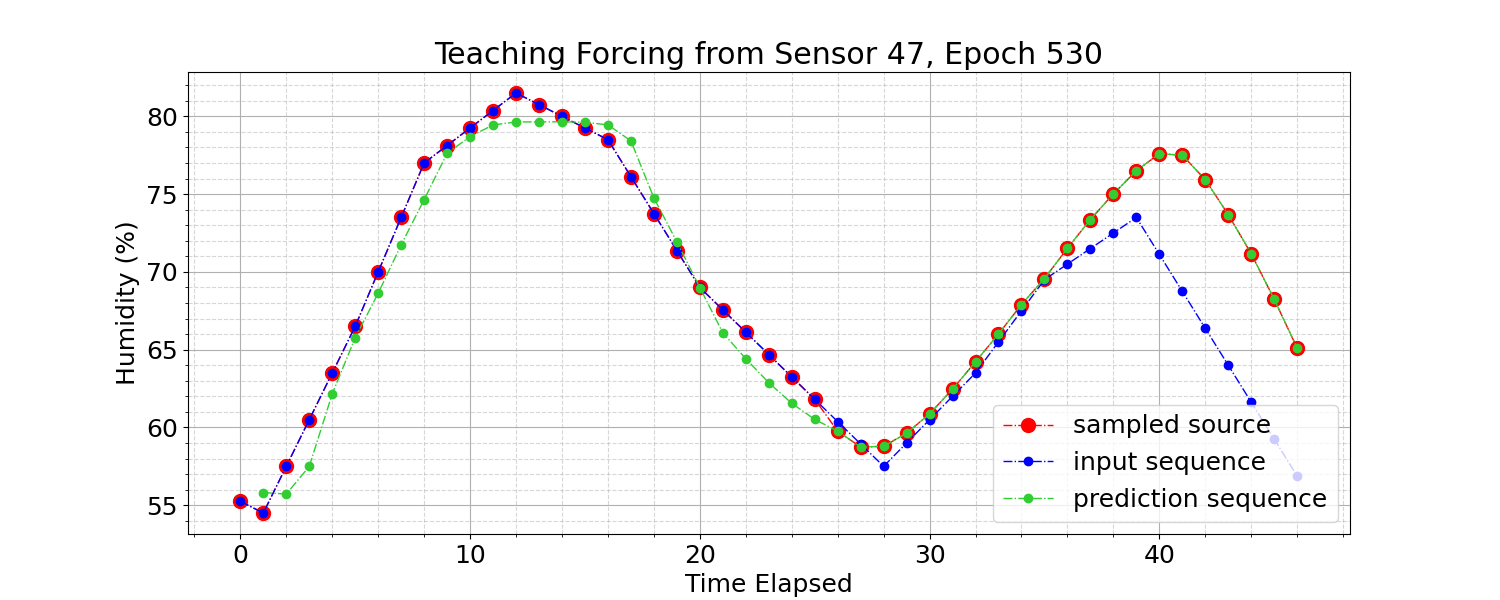 Teaching Forcing from Sensor 47, Epoch 530
Humidity (%)
80
75
70
65
60
55
0 10 20 30 40
Time Elapsed
sampled source
input sequence
prediction sequence